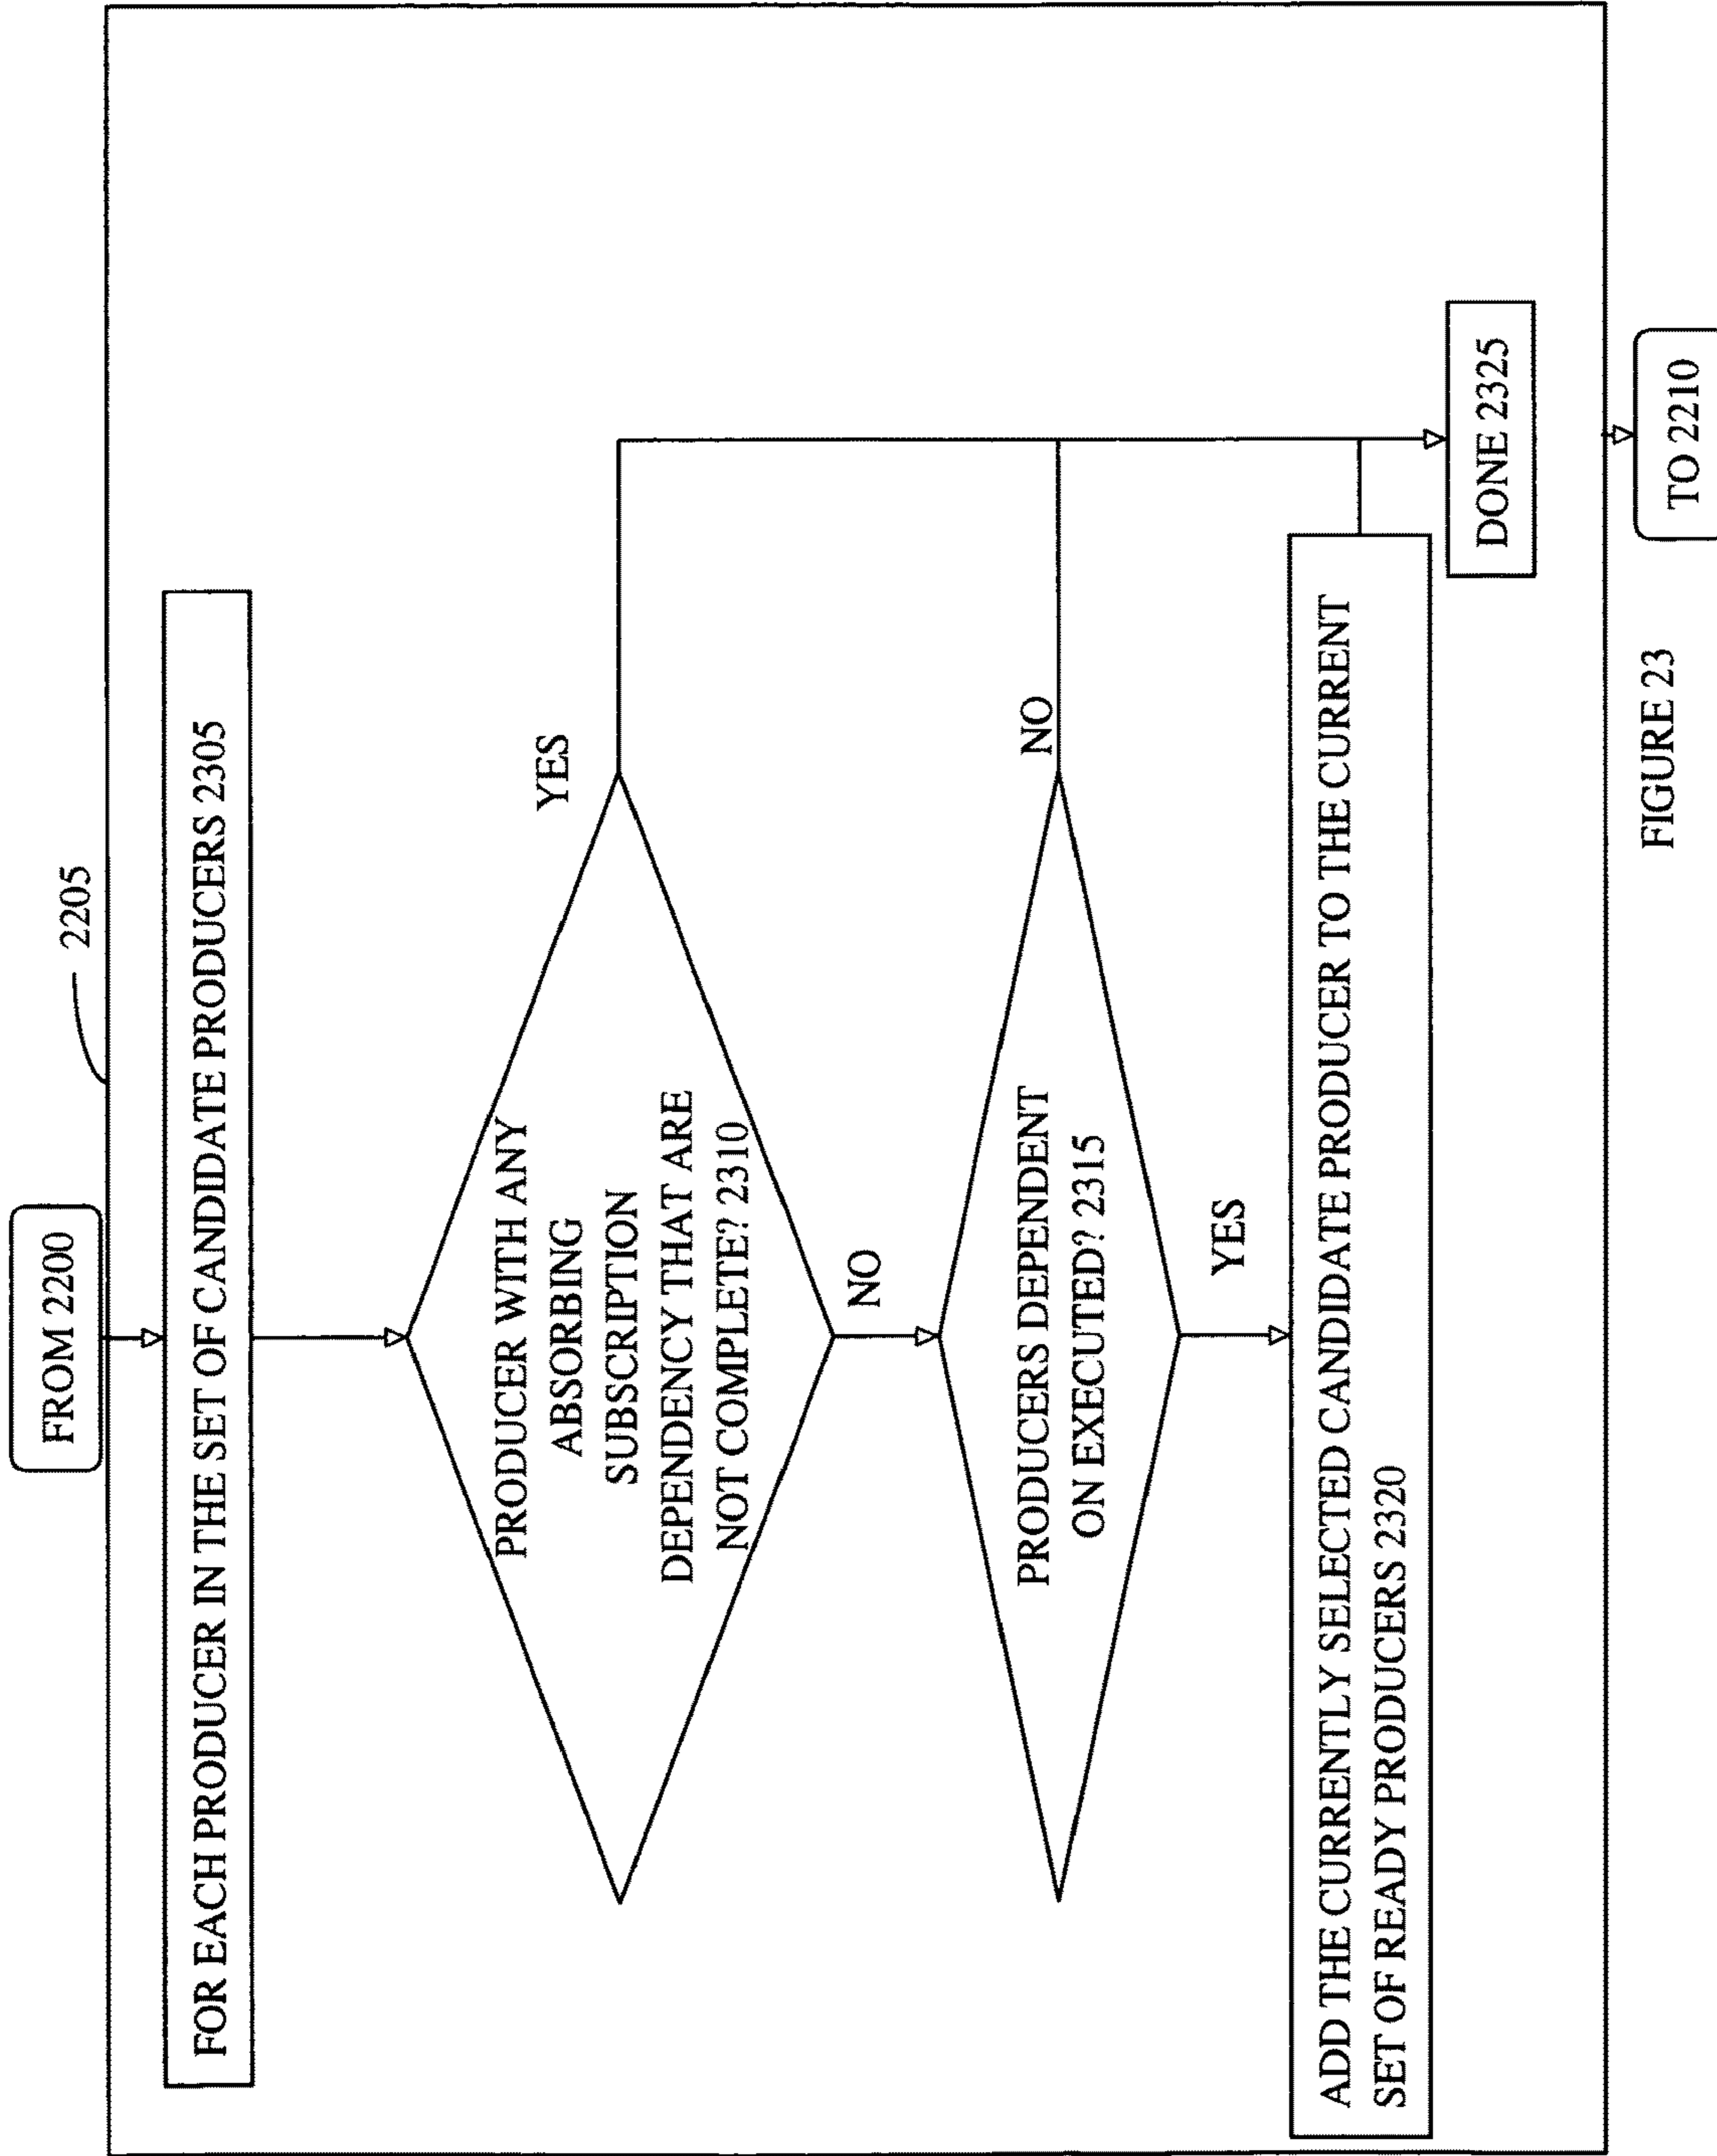 FROM 2200
2205
FOR EACH PRODUCER IN THE SET OF CANDIDATE PRODUCERS 2305
PRODUCER WITH ANY
ABSORBING
SUBSCRIPTION
DEPENDENCY THAT ARE
NOT COMPLETE? 2310
YES
NO
PRODUCERS DEPENDENT
ON EXECUTED? 2315
NO
YES
ADD THE CURRENTLY SELECTED CANDIDATE PRODUCER TO THE CURRENT
SET OF READY PRODUCERS 2320
DONE 2325
TO 2210
FIGURE 23